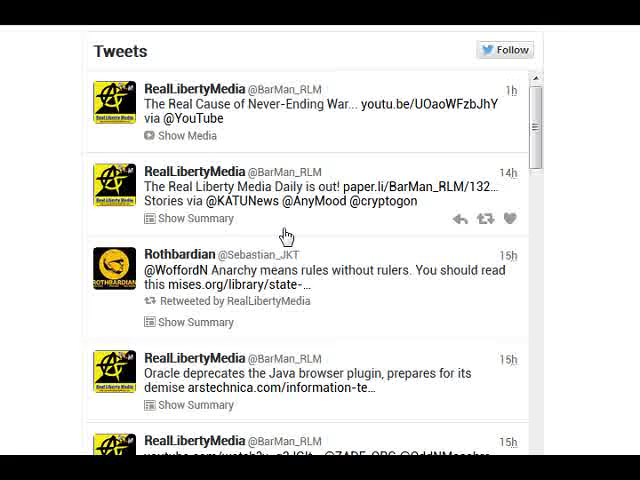 Tweets
Follow
RealLibertyMedia @BarMan_RLM 1h
The Real Cause of Never-Ending War... youtu.be/UOaoWFzbJhY
via @YouTube
Show Media
RealLibertyMedia @BarMan_RLM 14h
The Real Liberty Media Daily is out! paper.li/BarMan_RLM/132...
Stories via @KATUNews @AnyMood @cryptogon
Show Summary
Rothbardian @Sebastian_JKT 15h
@WoffordN Anarchy means rules without rulers. You should read
this mises.org/library/state-...
Retweeted by RealLibertyMedia
Show Summary
RealLibertyMedia @BarMan_RLM 15h
Oracle deprecates the Java browser plugin, prepares for its
demise arstechnica.com/information-te...
Show Summary
RealLibertyMedia @BarMan_RLM 15h